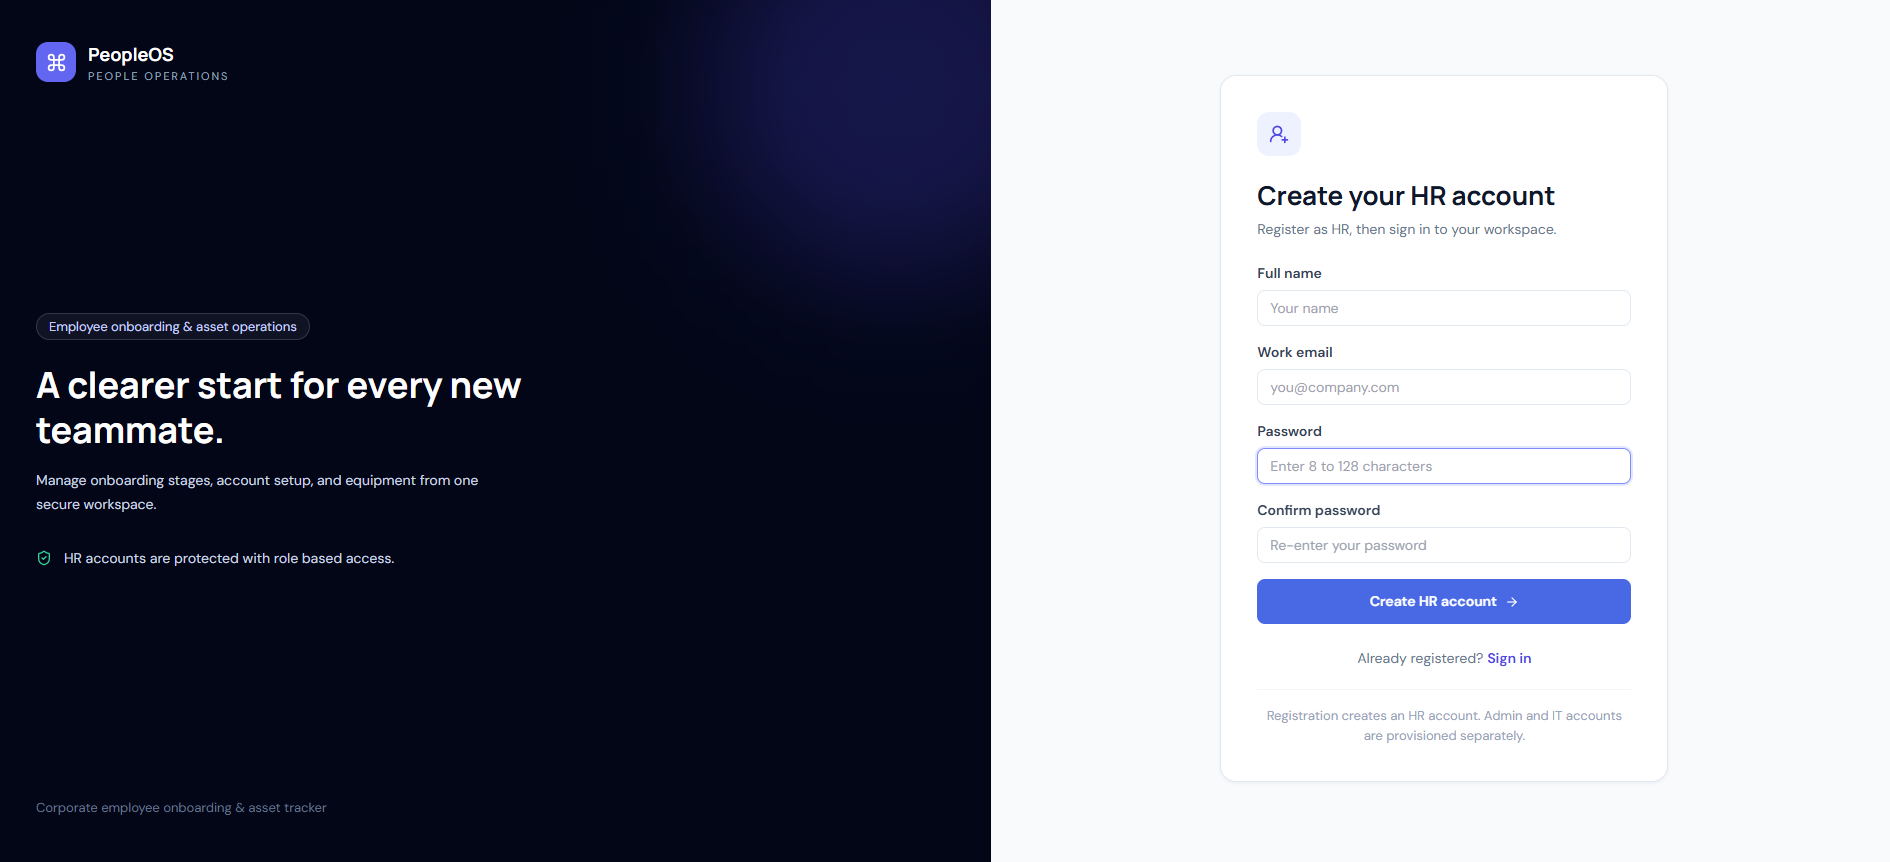 PeopleOS
PEOPLE OPERATIONS
Employee onboarding & asset operations
A clearer start for every new
teammate.
Manage onboarding stages, account setup, and equipment from one
secure workspace.
HR accounts are protected with role based access.
Corporate employee onboarding & asset tracker
Create your HR account
Register as HR, then sign in to your workspace.
Full name
Your name
Work email
you@company.com
Password
Enter 8 to 128 characters
Confirm password
Re-enter your password
Create HR account →
Already registered? Sign in
Registration creates an HR account. Admin and IT accounts
are provisioned separately.